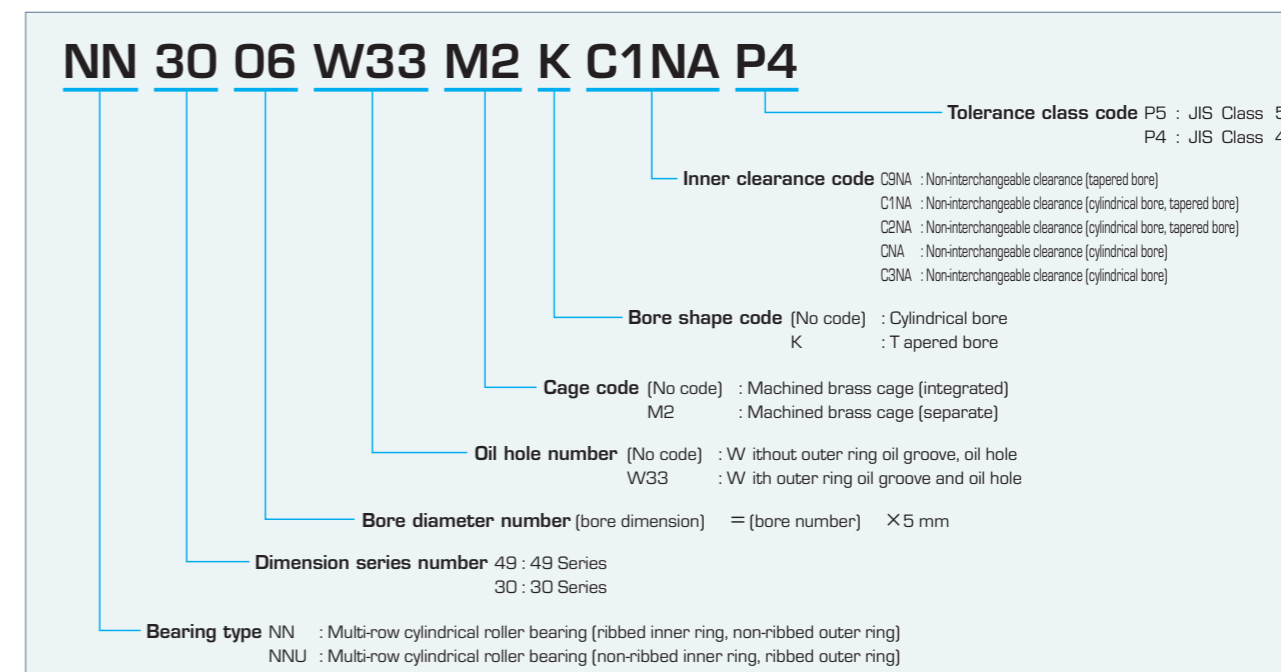 NN 30 06 W33 M2 K C1NA P4
Tolerance class code P5 : JIS Class 5
P4 : JIS Class 4
Inner clearance code C9NA : Non-interchangeable clearance (tapered bore)
C1NA : Non-interchangeable clearance (cylindrical bore, tapered bore)
C2NA : Non-interchangeable clearance (cylindrical bore, tapered bore)
CNA : Non-interchangeable clearance (cylindrical bore)
C3NA : Non-interchangeable clearance (cylindrical bore)
Bore shape code (No code) : Cylindrical bore
K : T apered bore
Cage code (No code) : Machined brass cage (integrated)
M2 : Machined brass cage (separate)
Oil hole number (No code) : W ithout outer ring oil groove, oil hole
W33 : W ith outer ring oil groove and oil hole
Bore diameter number (bore dimension) = (bore number) ×5 mm
Dimension series number 49 : 49 Series
30 : 30 Series
Bearing type NN : Multi-row cylindrical roller bearing (ribbed inner ring, non-ribbed outer ring)
NNU : Multi-row cylindrical roller bearing (non-ribbed inner ring, ribbed outer ring)